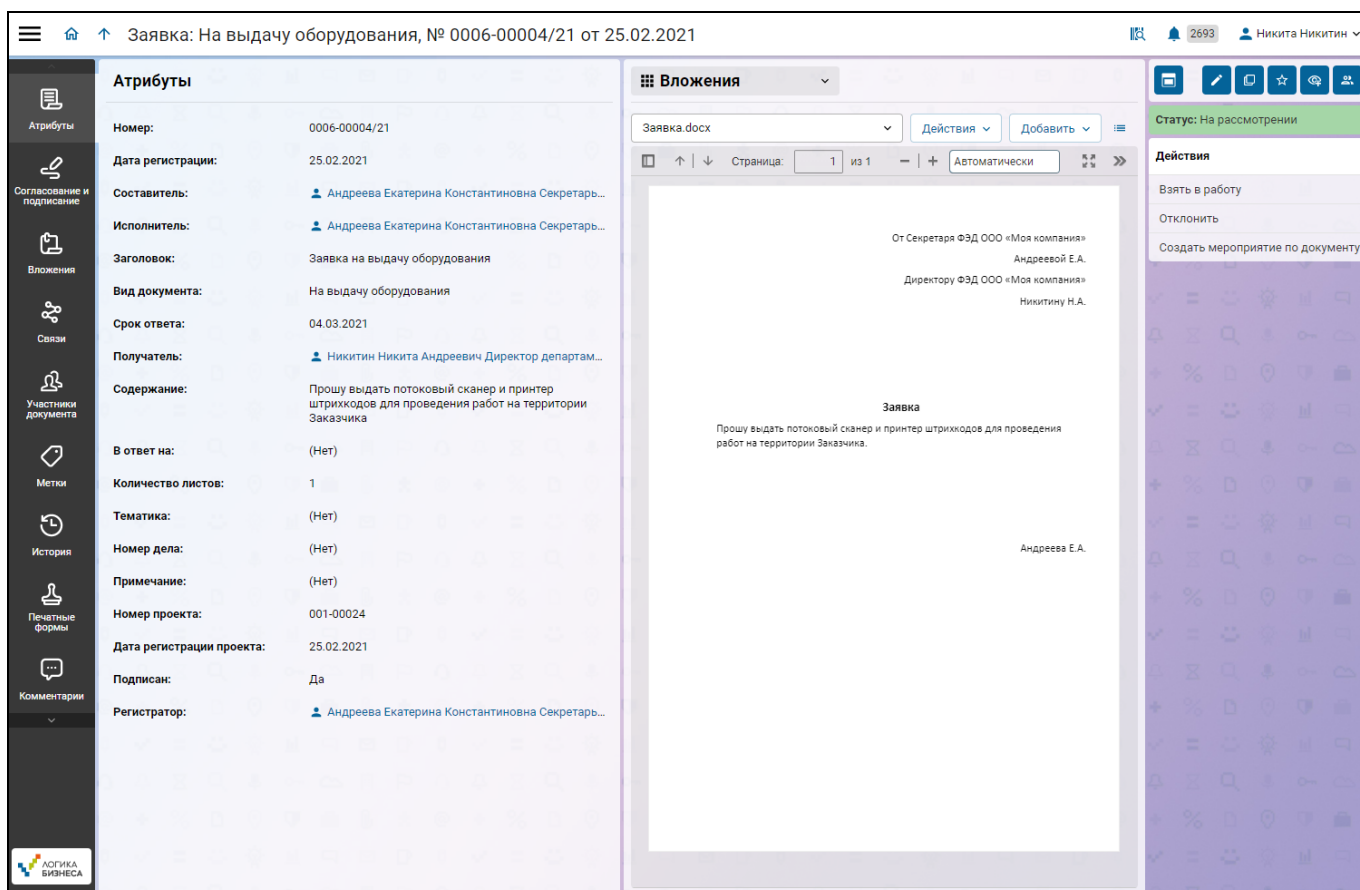 Заявка: На выдачу оборудования, № 0006-00004/21 от 25.02.2021
2693
Никита Никитин
Атрибуты
Согласование и
подписание
Вложения
Связи
Участники
документа
Метки
История
Печатные
формы
Комментарии
ЛОГИКА
БИЗНЕСА
Атрибуты
Номер: 0006-00004/21
Дата регистрации: 25.02.2021
Составитель: Андреева Екатерина Константиновна Секретарь...
Исполнитель: Андреева Екатерина Константиновна Секретарь...
Заголовок: Заявка на выдачу оборудования
Вид документа: На выдачу оборудования
Срок ответа: 04.03.2021
Получатель: Никитин Никита Андреевич Директор департам...
Содержание: Прошу выдать потоковый сканер и принтер
штрихкодов для проведения работ на территории
Заказчика
В ответ на: (Нет)
Количество листов: 1
Тематика: (Нет)
Номер дела: (Нет)
Примечание: (Нет)
Номер проекта: 001-00024
Дата регистрации проекта: 25.02.2021
Подписан: Да
Регистратор: Андреева Екатерина Константиновна Секретарь...
Вложения
Заявка.docx Действия Добавить
Страница: 1 из 1 Автоматически
От Секретаря ФЭД ООО «Моя компания»
Андреевой Е.А.
Директору ФЭД ООО «Моя компания»
Никитину Н.А.
Заявка
Прошу выдать потоковый сканер и принтер штрихкодов для проведения
работ на территории Заказчика.
Андреева Е.А.
Статус: На рассмотрении
Действия
Взять в работу
Отклонить
Создать мероприятие по документу